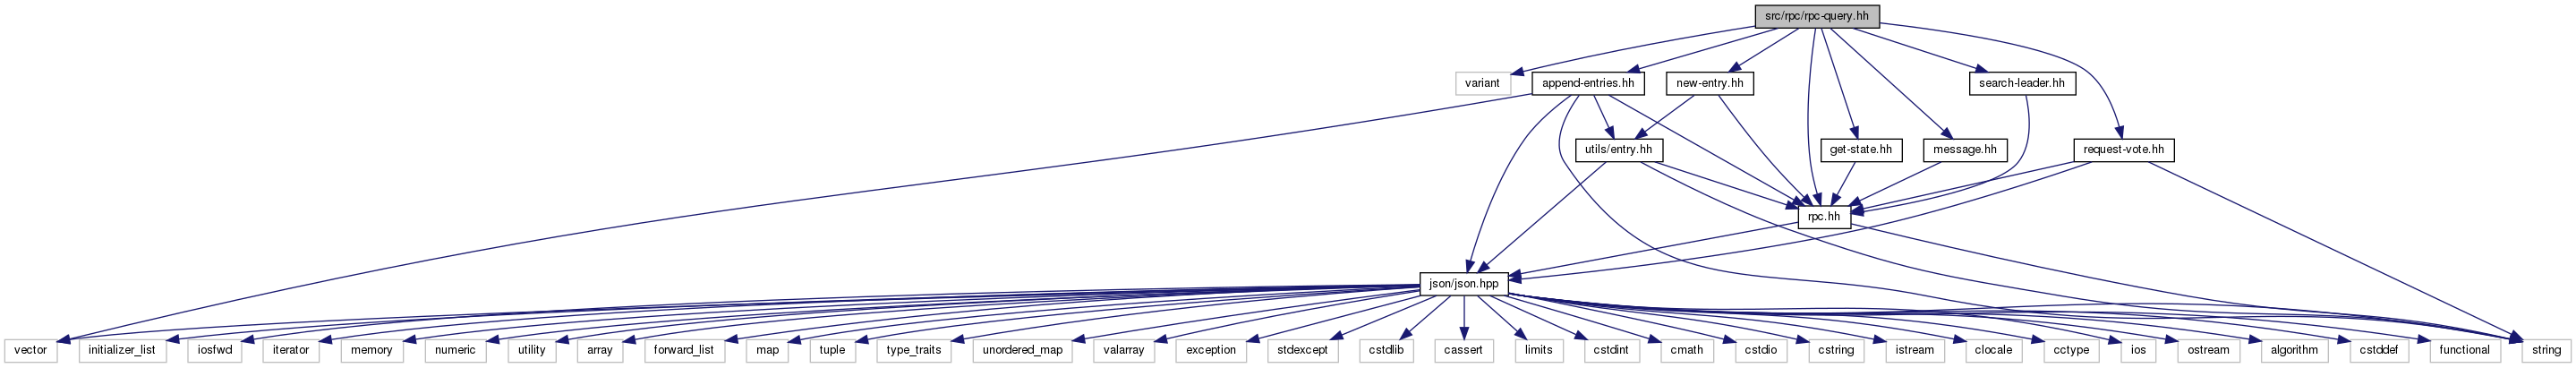 src/rpc/rpc-query.hh
variant
append-entries.hh
new-entry.hh
search-leader.hh
utils/entry.hh
get-state.hh
message.hh
request-vote.hh
rpc.hh
json/json.hpp
vector
initializer_list
iosfwd
iterator
memory
numeric
utility
array
forward_list
map
tuple
type_traits
unordered_map
valarray
exception
stdexcept
cstdlib
cassert
limits
cstdint
cmath
cstdio
cstring
istream
clocale
cctype
ios
ostream
algorithm
cstddef
functional
string